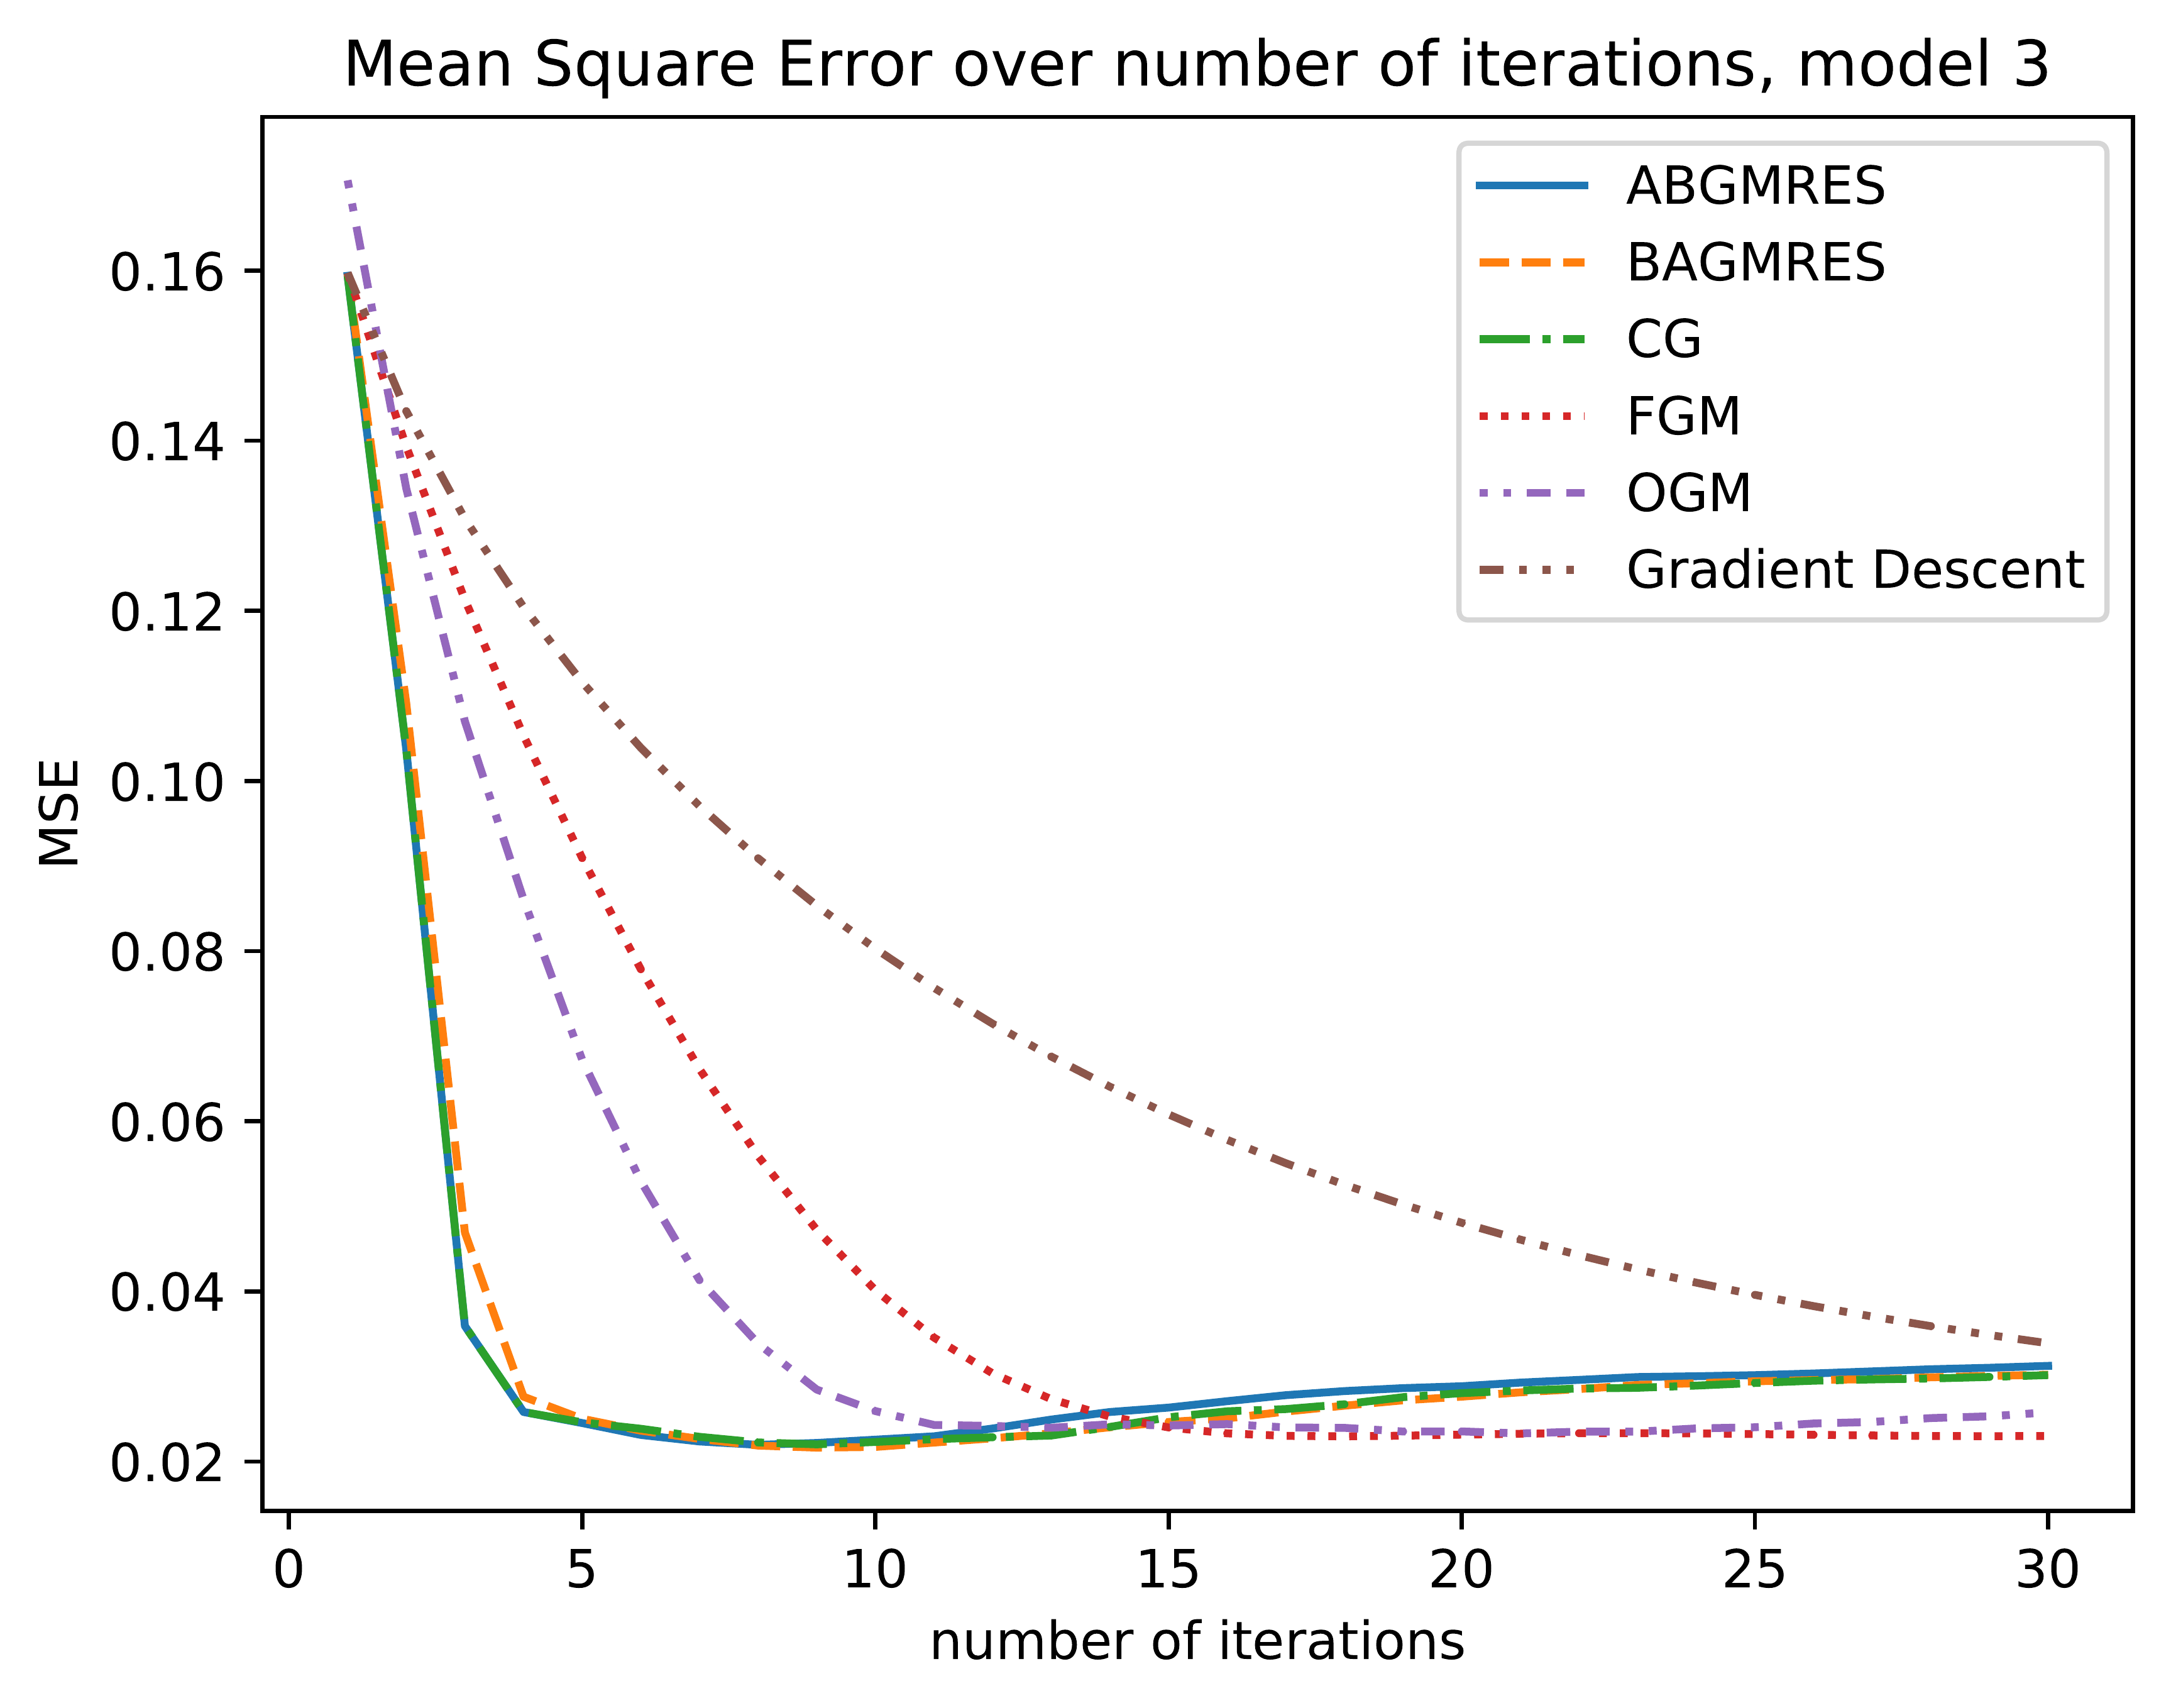 Mean Square Error over number of iterations, model 3
ABGMRES
BAGMRES
CG
FGM
OGM
Gradient Descent
0.16
0.14
0.12
0.10
0.08
0.06
0.04
0.02
MSE
0 5 10 15 20 25 30
number of iterations